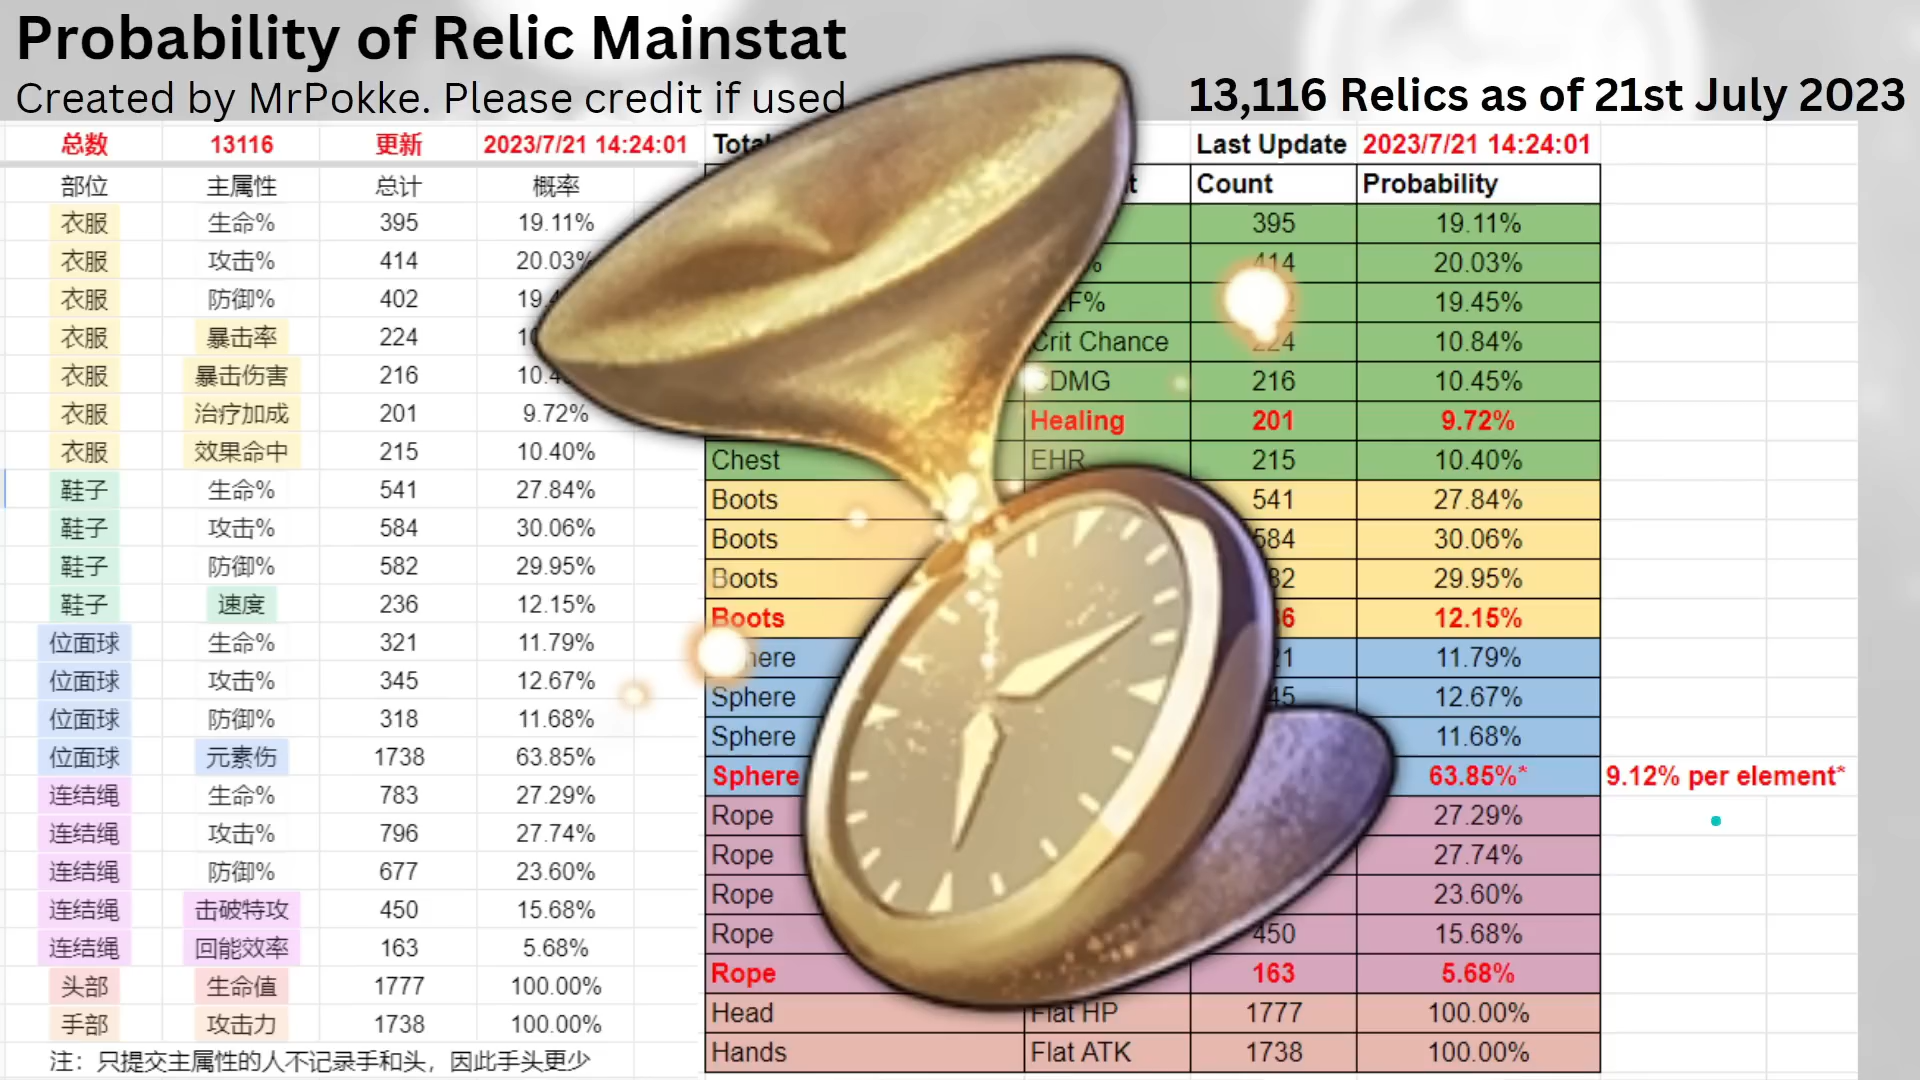 Probability of Relic Mainstat
Created by MrPokke. Please credit if used
13,116 Relics as of 21st July 2023
总数 13116 更新 2023/7/21 14:24:01
部位 主属性 总计 概率
衣服 生命% 395 19.11%
衣服 攻击% 414 20.03%
衣服 防御% 402
衣服 暴击率 224
衣服 暴击伤害 216
衣服 治疗加成 201 9.72%
衣服 效果命中 215 10.40%
鞋子 生命% 541 27.84%
鞋子 攻击% 584 30.06%
鞋子 防御% 582 29.95%
鞋子 速度 236 12.15%
位面球 生命% 321 11.79%
位面球 攻击% 345 12.67%
位面球 防御% 318 11.68%
位面球 元素伤 1738 63.85%
连结绳 生命% 783 27.29%
连结绳 攻击% 796 27.74%
连结绳 防御% 677 23.60%
连结绳 击破特攻 450 15.68%
连结绳 回能效率 163 5.68%
头部 生命值 1777 100.00%
手部 攻击力 1738 100.00%
注：只提交主属性的人不记录手和头，因此手头更少
Last Update 2023/7/21 14:24:01
Count Probability
395 19.11%
414 20.03%
19.45%
Crit Chance 224 10.84%
CDMG 216 10.45%
Healing 201 9.72%
Chest EHR 215 10.40%
Boots 541 27.84%
Boots 584 30.06%
Boots 29.95%
Boots 12.15%
Sphere 11.79%
Sphere 12.67%
Sphere 11.68%
Sphere 63.85%* 9.12% per element*
Rope 27.29%
Rope 27.74%
Rope 23.60%
Rope 450 15.68%
Rope 163 5.68%
Head Flat HP 1777 100.00%
Hands Flat ATK 1738 100.00%